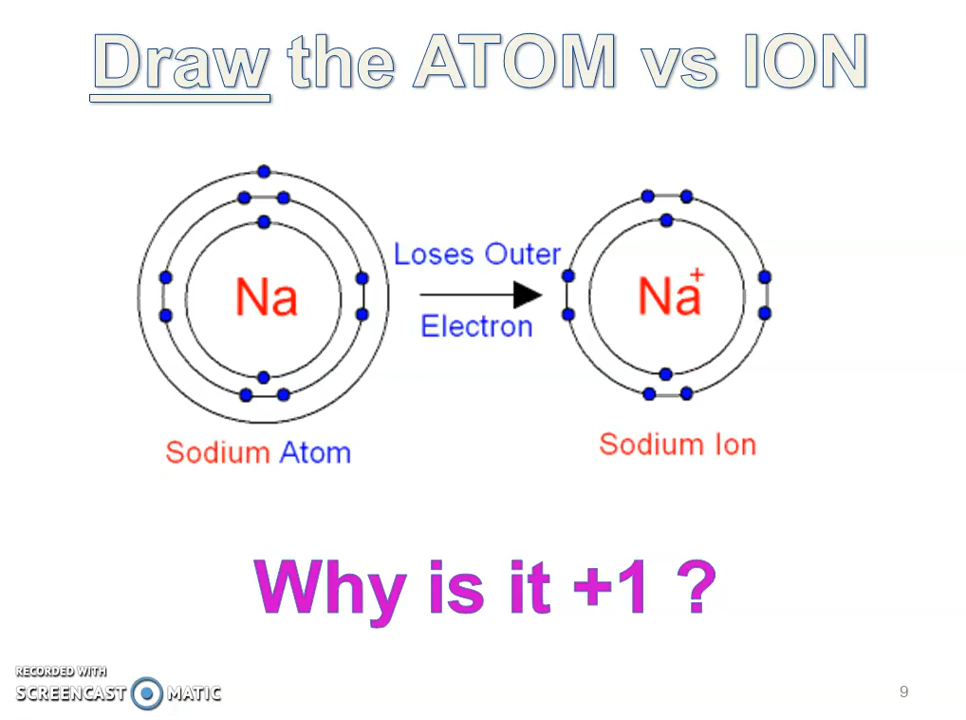 Draw the ATOM vs ION
Loses Outer
Na
Na+
Electron
Sodium Atom
Sodium Ion
Why is it +1 ?
RECORDED WITH
SCREENCAST MATIC
9